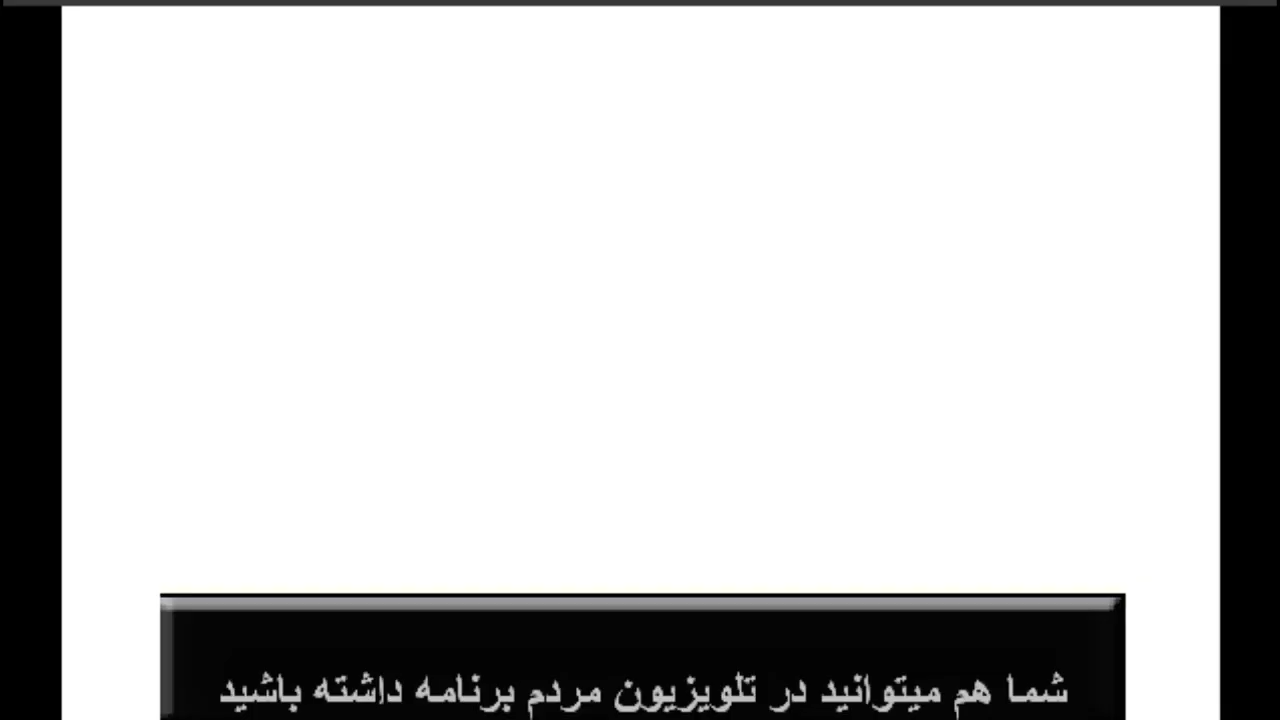 شما هم میتوانید در تلویزیون مردم برنامه داشته باشید